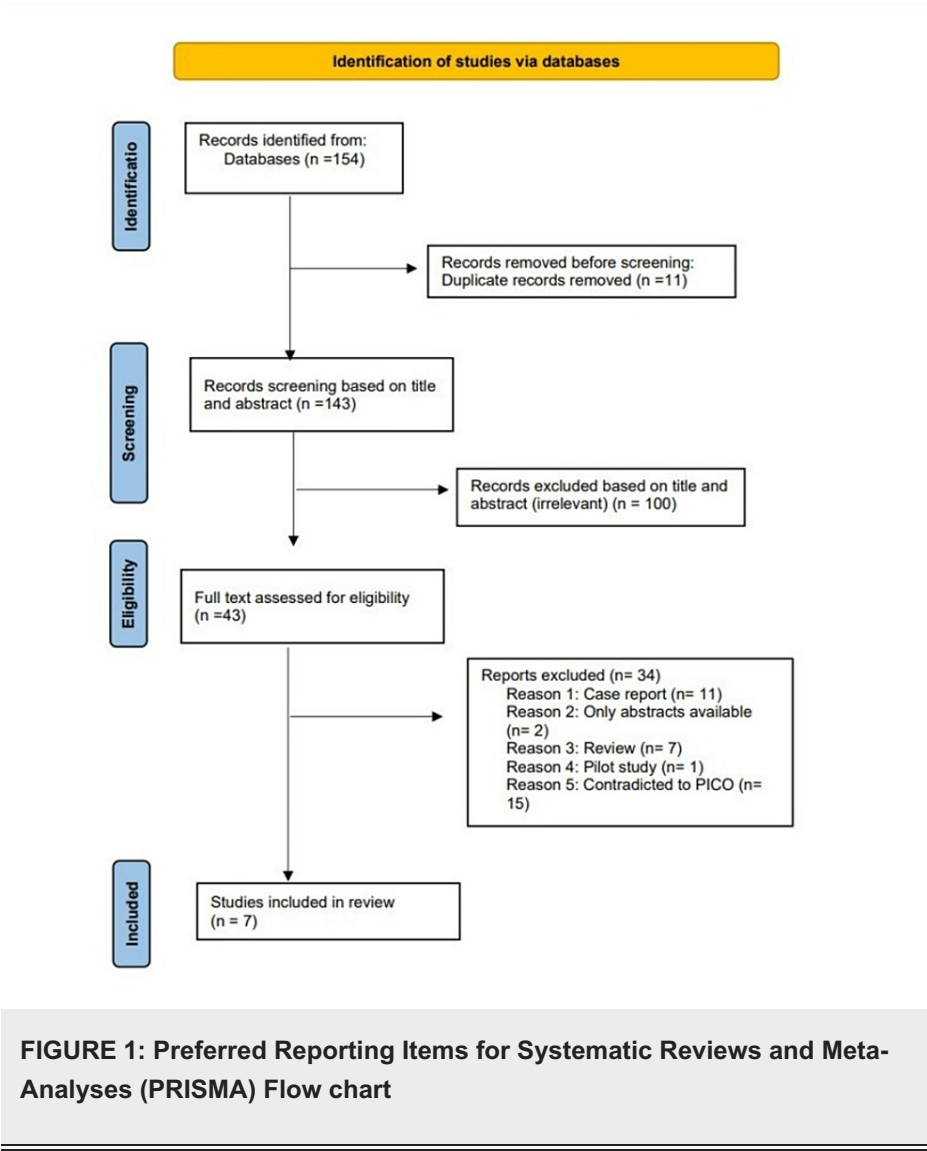 Identification of studies via databases
Identificatio
Records identified from:
Databases (n =154)
Records removed before screening:
Duplicate records removed (n =11)
Screening
Records screening based on title
and abstract (n =143)
Records excluded based on title and
abstract (irrelevant) (n = 100)
Eligibility
Full text assessed for eligibility
(n =43)
Reports excluded (n= 34)
Reason 1: Case report (n= 11)
Reason 2: Only abstracts available
(n= 2)
Reason 3: Review (n= 7)
Reason 4: Pilot study (n= 1)
Reason 5: Contradicted to PICO (n=
15)
Included
Studies included in review
(n = 7)
FIGURE 1: Preferred Reporting Items for Systematic Reviews and Meta-
Analyses (PRISMA) Flow chart